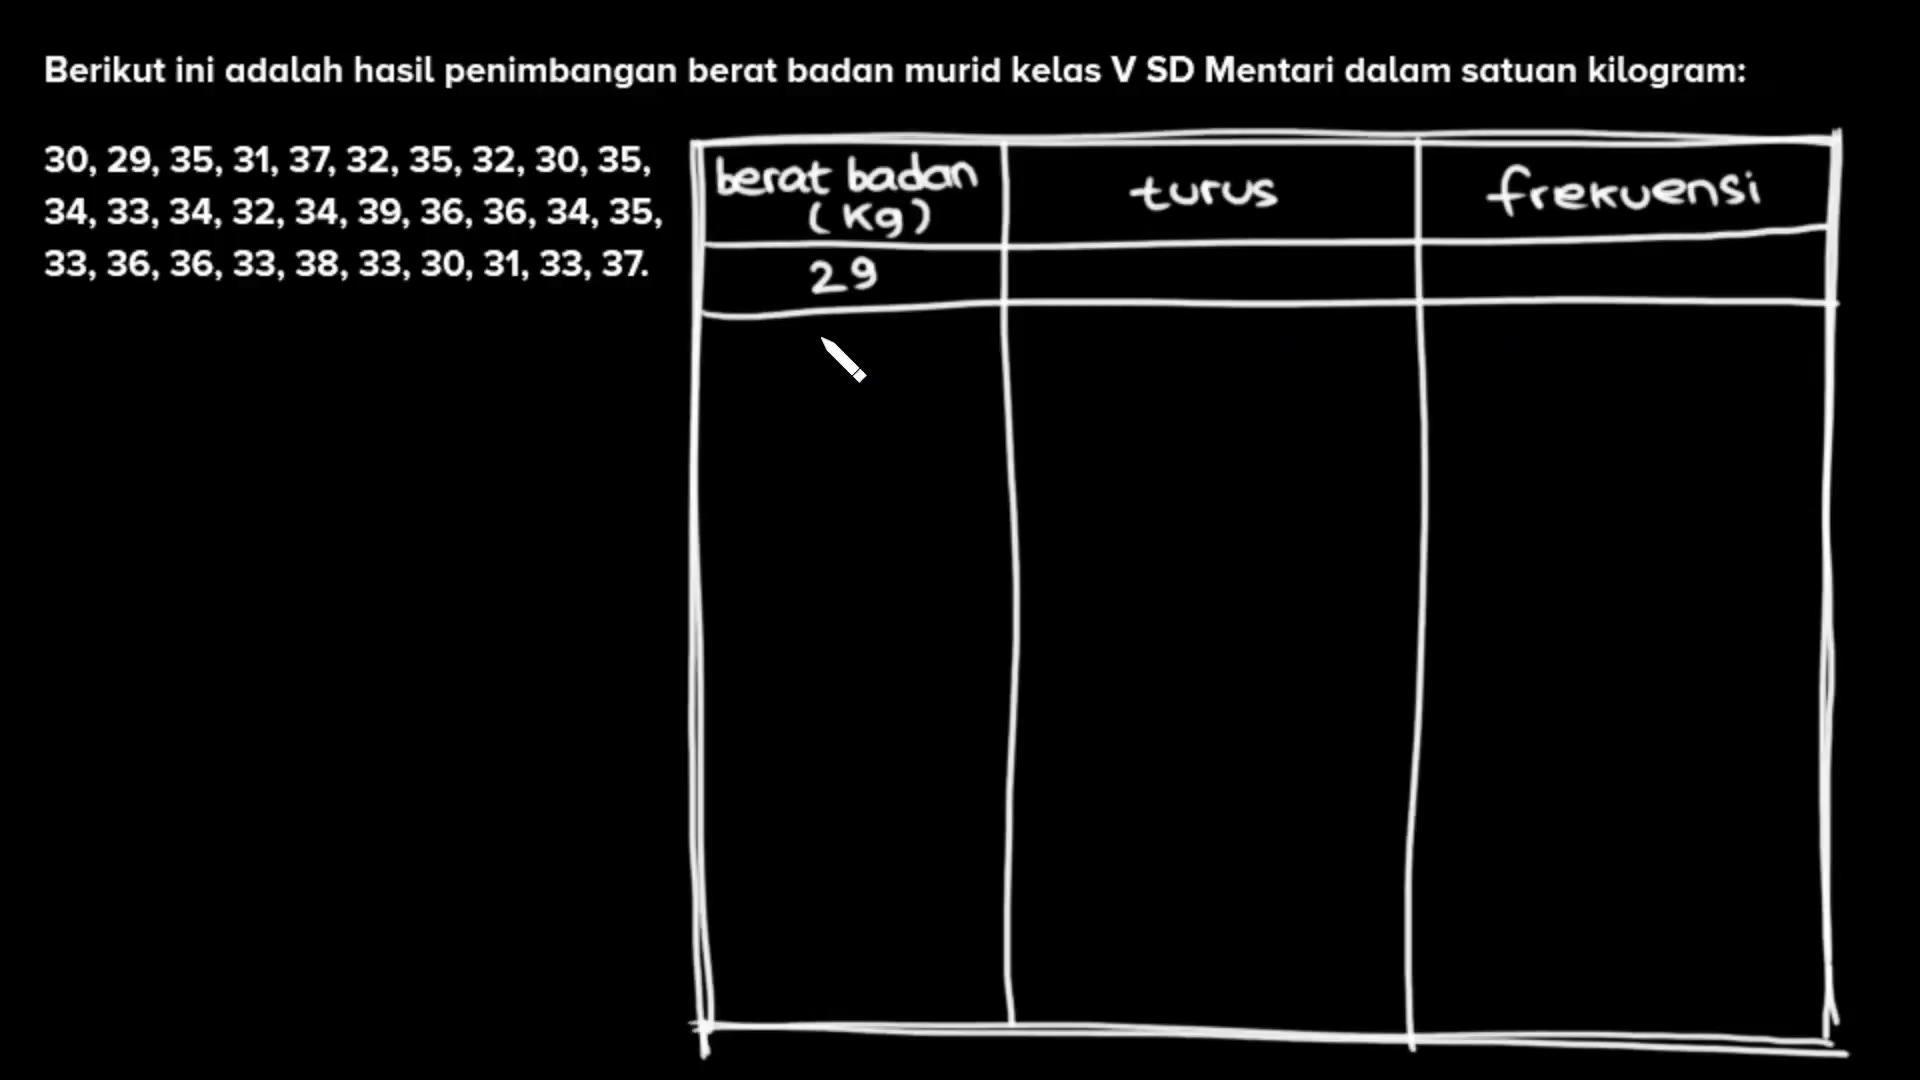 Berikut ini adalah hasil penimbangan berat badan murid kelas V SD Mentari dalam satuan kilogram:
30, 29, 35, 31, 37, 32, 35, 32, 30, 35,
34, 33, 34, 32, 34, 39, 36, 36, 34, 35,
33, 36, 36, 33, 38, 33, 30, 31, 33, 37.
berat badan
(Kg)
turus
frekuensi
29